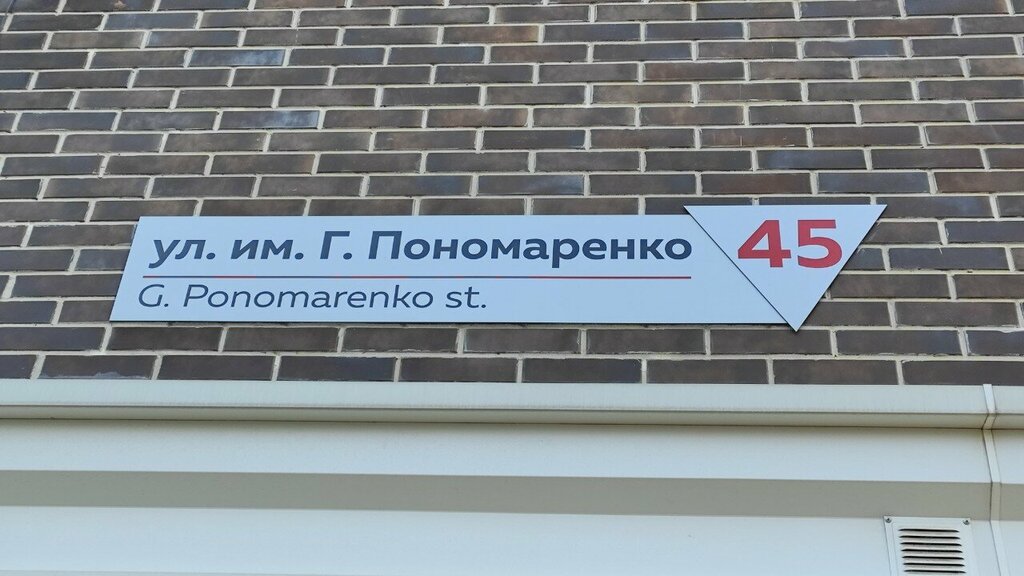 ул. им. Г. Пономаренко
G. Ponomarenko st.
45